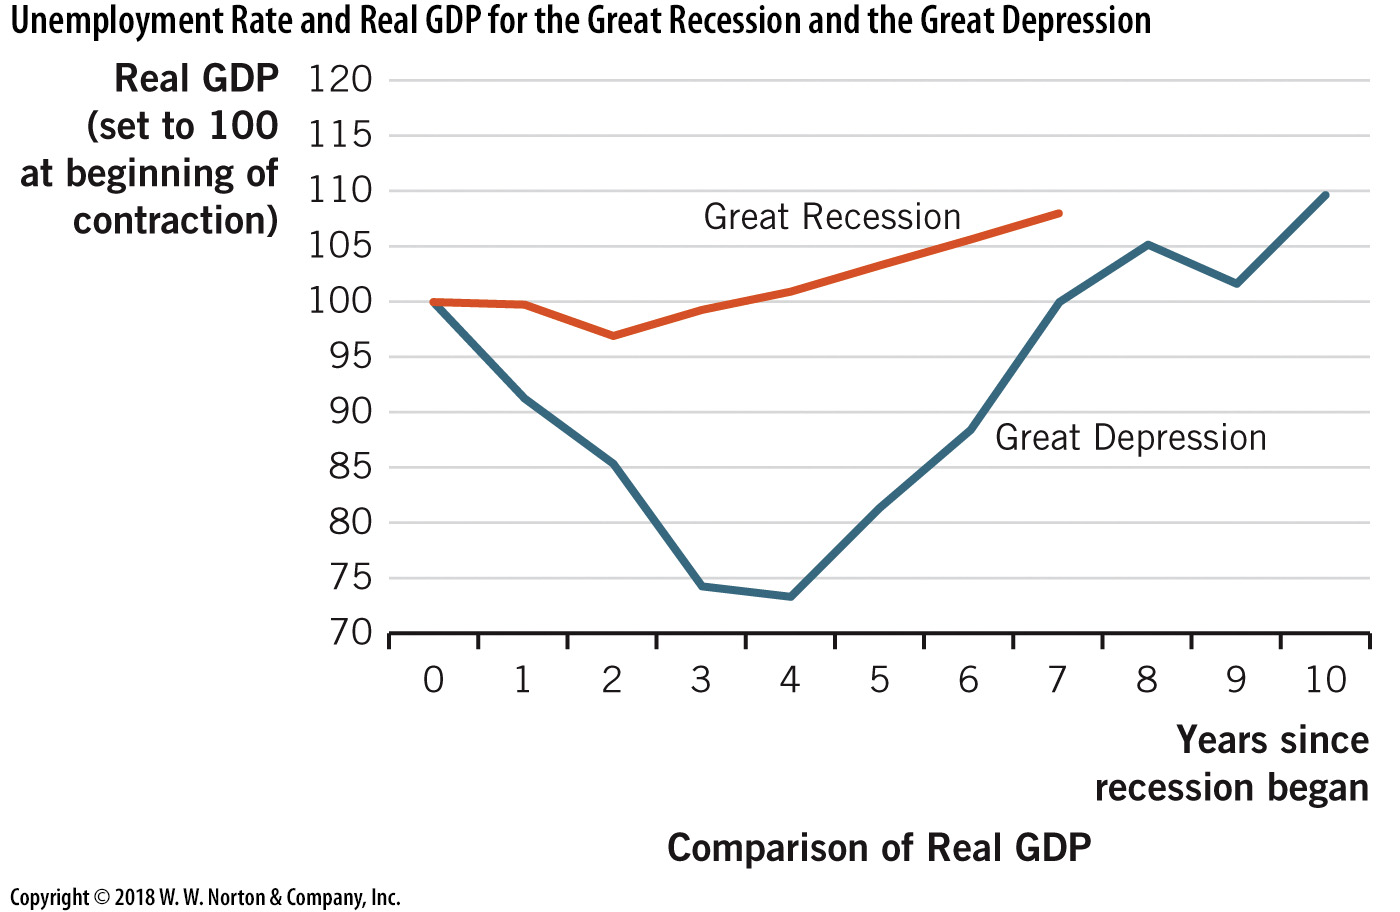 Unemployment Rate and Real GDP for the Great Recession and the Great Depression
Real GDP
(set to 100
at beginning of
contraction)
120
115
110
105
100
95
90
85
80
75
70
Great Recession
Great Depression
0 1 2 3 4 5 6 7 8 9 10
Years since
recession began
Comparison of Real GDP
Copyright © 2018 W. W. Norton & Company, Inc.